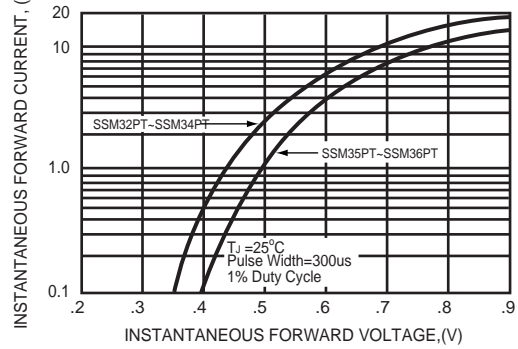 INSTANTANEOUS FORWARD CURRENT, (
20
10
1.0
0.1
SSM32PT~SSM34PT
SSM35PT~SSM36PT
TJ =25°C
Pulse Width=300us
1% Duty Cycle
.2 .3 .4 .5 .6 .7 .8 .9
INSTANTANEOUS FORWARD VOLTAGE,(V)